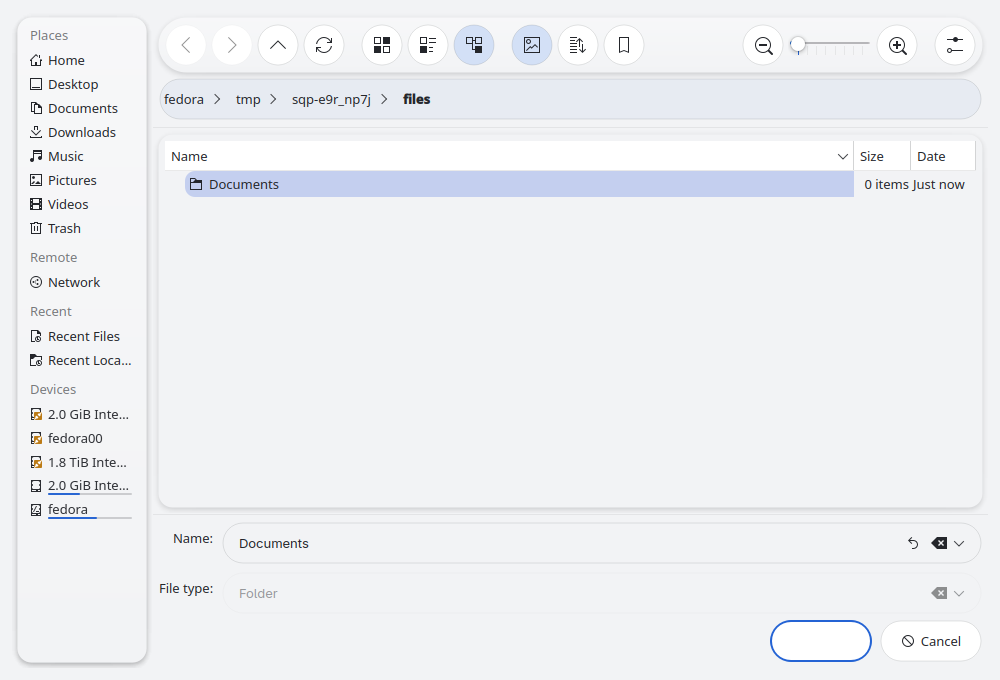 Places
Home
Desktop
Documents
Downloads
Music
Pictures
Videos
Trash
Remote
Network
Recent
Recent Files
Recent Loca...
Devices
2.0 GiB Inte...
fedora00
1.8 TiB Inte...
2.0 GiB Inte...
fedora
fedora > tmp > sqp-e9r_np7j > files
Name Size Date
Documents 0 items Just now
Name: Documents
File type: Folder
Cancel